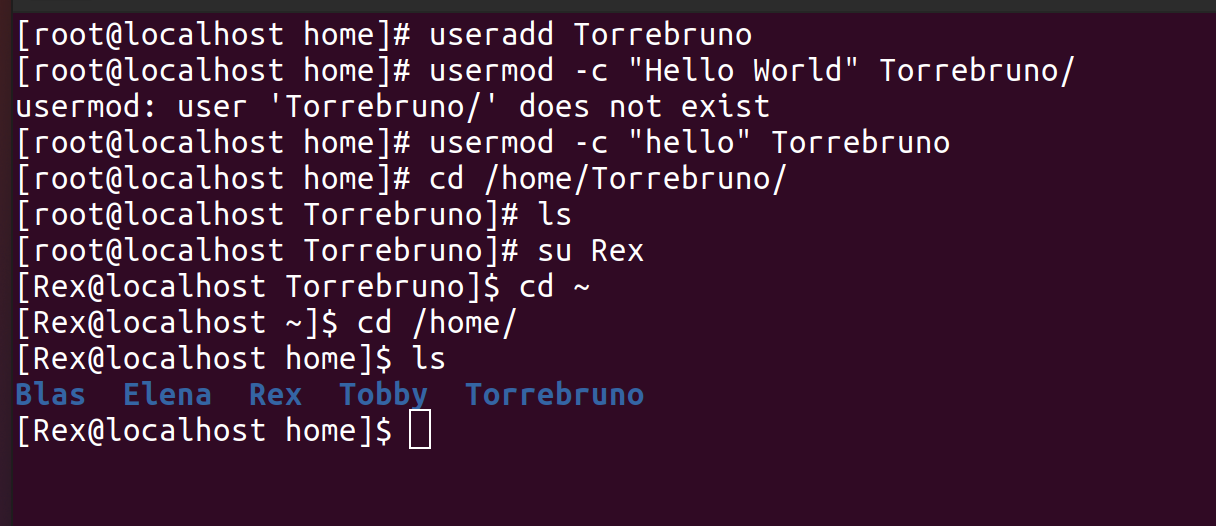 [root@localhost home]# useradd Torrebruno
[root@localhost home]# usermod -c "Hello World" Torrebruno/
usermod: user 'Torrebruno/' does not exist
[root@localhost home]# usermod -c "hello" Torrebruno
[root@localhost home]# cd /home/Torrebruno/
[root@localhost Torrebruno]# ls
[root@localhost Torrebruno]# su Rex
[Rex@localhost Torrebruno]$ cd ~
[Rex@localhost ~]$ cd /home/
[Rex@localhost home]$ ls
Blas  Elena  Rex  Tobby  Torrebruno
[Rex@localhost home]$